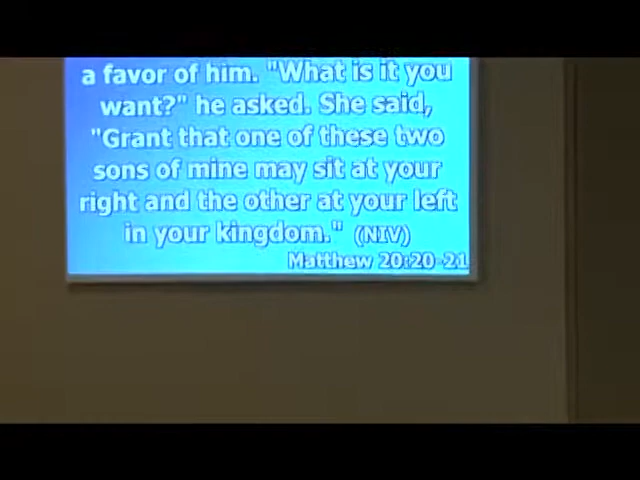 a favor of him. "What is it you
want?" he asked. She said,
"Grant that one of these two
sons of mine may sit at your
right and the other at your left
in your kingdom." (NIV)
Matthew 20:20-21